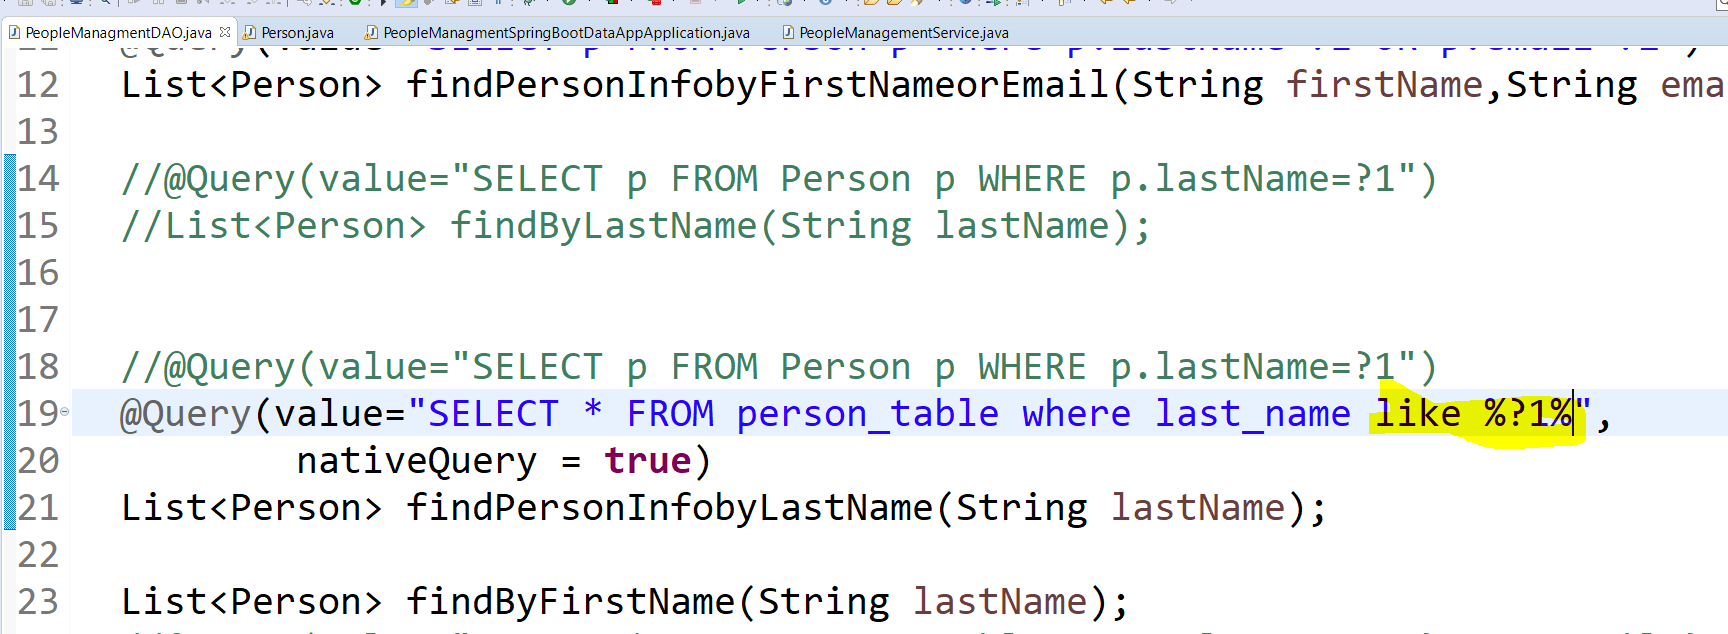 PeopleManagmentDAO.java Person.java PeopleManagmentSpringBootDataAppApplication.java PeopleManagementService.java
12 List<Person> findPersonInfobyFirstNameorEmail(String firstName,String ema
13
14 //@Query(value="SELECT p FROM Person p WHERE p.lastName=?1")
15 //List<Person> findByLastName(String lastName);
16
17
18 //@Query(value="SELECT p FROM Person p WHERE p.lastName=?1")
19 @Query(value="SELECT * FROM person_table where last_name like %?1%",
20 nativeQuery = true)
21 List<Person> findPersonInfobyLastName(String lastName);
22
23 List<Person> findByFirstName(String lastName);